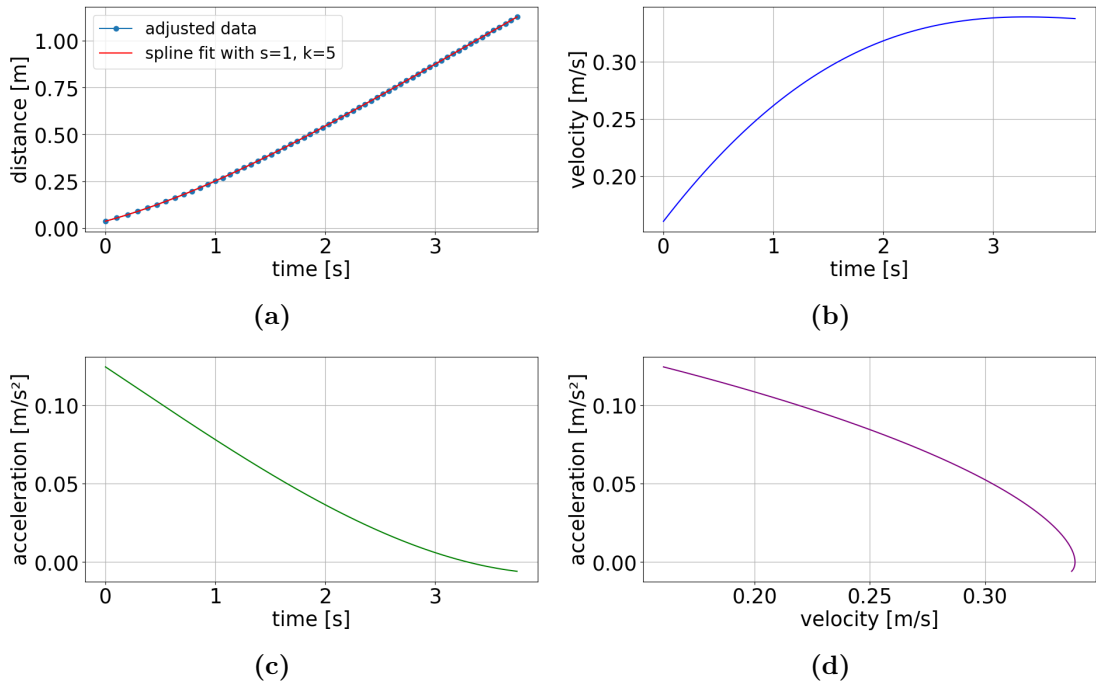 adjusted data
spline fit with s=1, k=5
distance [m]
1.00
0.75
0.50
0.25
0.00
0 1 2 3
time [s]
(a)
velocity [m/s]
0.30
0.25
0.20
0 1 2 3
time [s]
(b)
acceleration [m/s²]
0.10
0.05
0.00
0 1 2 3
time [s]
(c)
acceleration [m/s²]
0.10
0.05
0.00
0.20 0.25 0.30
velocity [m/s]
(d)